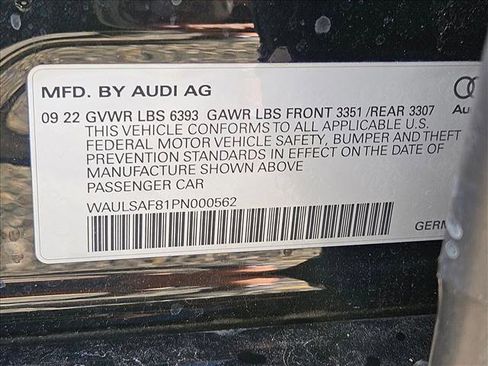 MFD. BY AUDI AG
09 22 GVWR LBS 6393 GAWR LBS FRONT 3351 /REAR 3307
THIS VEHICLE CONFORMS TO ALL APPLICABLE U.S.
FEDERAL MOTOR VEHICLE SAFETY, BUMPER AND THEFT
PREVENTION STANDARDS IN EFFECT ON THE DATE OF
MANUFACTURE SHOWN ABOVE
PASSENGER CAR
WAULSAF81PN000562